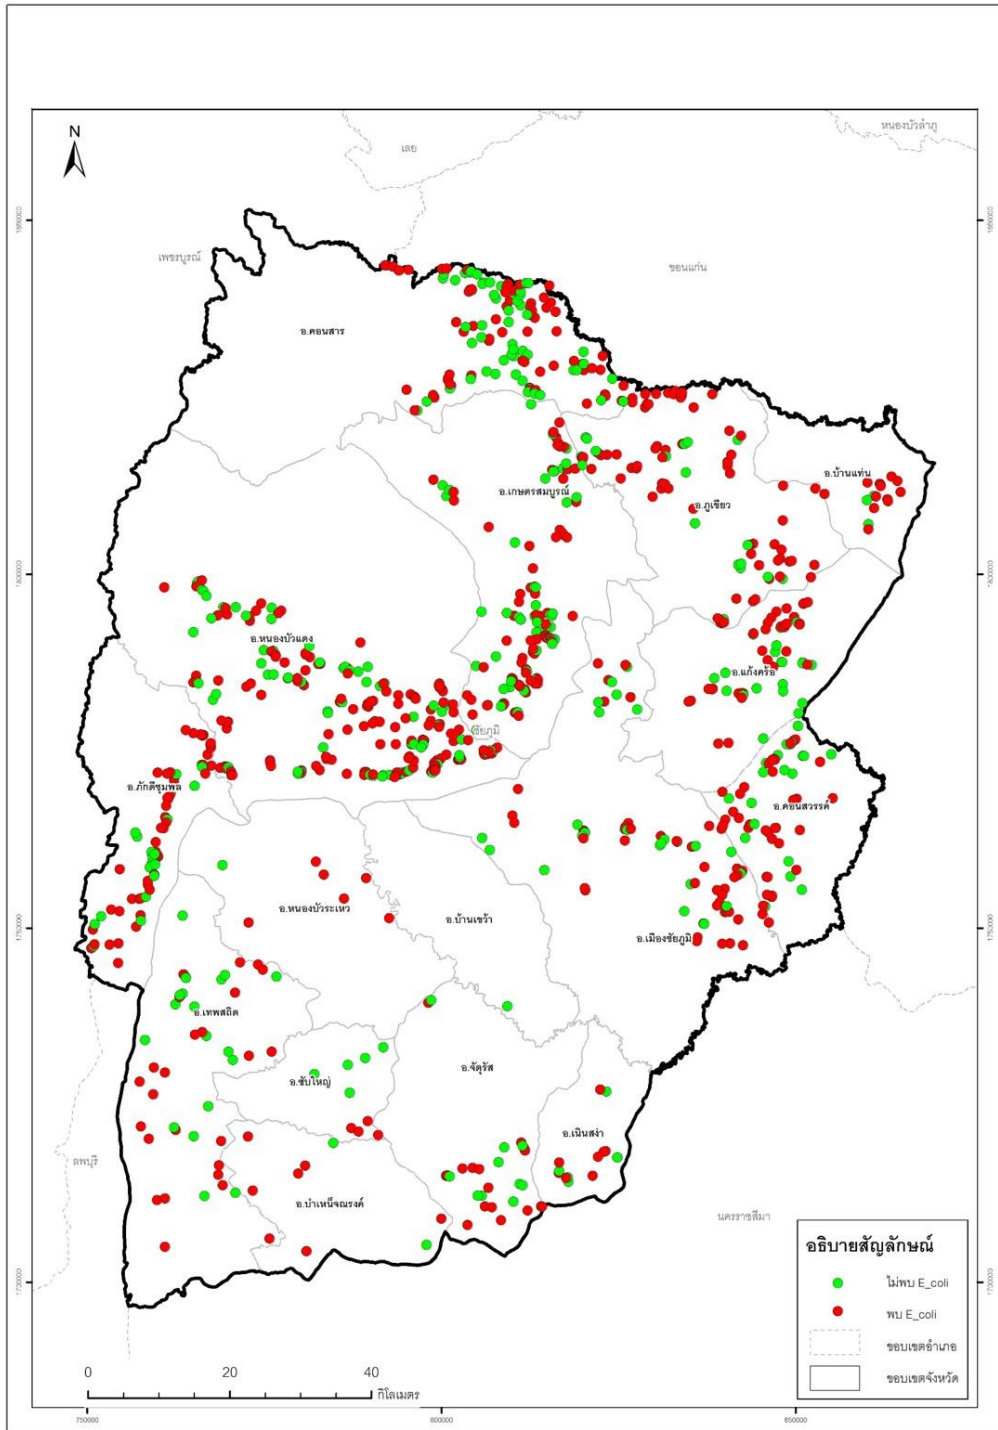 N
หนองบัวลำภู
เลย
เพชรบูรณ์
ขอนแก่น
อ.คอนสาร
อ.บ้านแท่น
อ.เกษตรสมบูรณ์
อ.ภูเขียว
อ.หนองบัวแดง
อ.แก้งคร้อ
ชัยภูมิ
อ.ภักดีชุมพล
อ.คอนสวรรค์
อ.หนองบัวระเหว
อ.บ้านเขว้า
อ.เมืองชัยภูมิ
อ.เทพสถิต
อ.จัตุรัส
อ.ซับใหญ่
อ.เนินสง่า
ลพบุรี
อ.บำเหน็จณรงค์
นครราชสีมา
อธิบายสัญลักษณ์
ไม่พบ E_coli
พบ E_coli
ขอบเขตอำเภอ
ขอบเขตจังหวัด
0 20 40
กิโลเมตร
750000 800000 850000
1800000 1800000
1750000 1750000
1700000 1700000